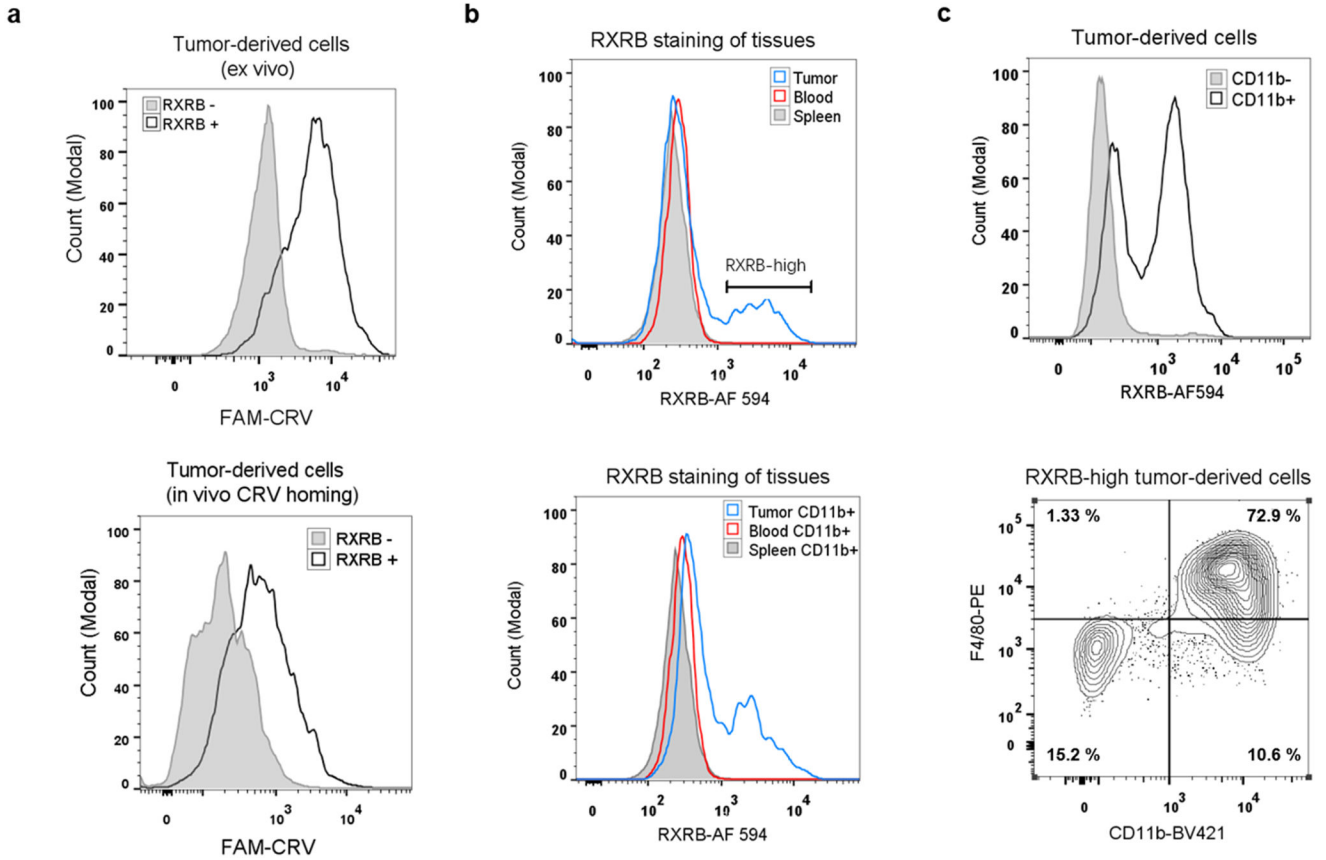 a
Tumor-derived cells
(ex vivo)
RXRB -
RXRB +
Count (Modal)
100
80
60
40
20
0
0
10³
10⁴
FAM-CRV
Tumor-derived cells
(in vivo CRV homing)
RXRB -
RXRB +
Count (Modal)
100
80
60
40
20
0
0
10³
10⁴
FAM-CRV
b
RXRB staining of tissues
Tumor
Blood
Spleen
RXRB-high
Count (Modal)
100
80
60
40
20
0
0
10²
10³
10⁴
RXRB-AF 594
RXRB staining of tissues
Tumor CD11b+
Blood CD11b+
Spleen CD11b+
Count (Modal)
100
80
60
40
20
0
0
10²
10³
10⁴
RXRB-AF 594
c
Tumor-derived cells
CD11b-
CD11b+
Count (Modal)
100
80
60
40
20
0
0
10³
10⁴
10⁵
RXRB-AF594
RXRB-high tumor-derived cells
1.33 %
72.9 %
15.2 %
10.6 %
F4/80-PE
10⁵
10⁴
10³
10²
0
0
10³
10⁴
CD11b-BV421